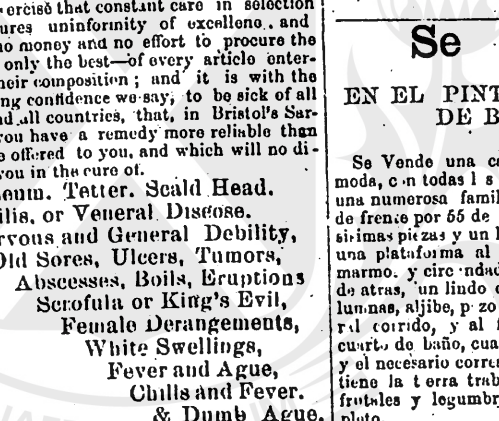 ercise that constant care in selection
ures uninformity of excellenc. and
no money and no effort to procure the
only the best—of every article enter-
heir composition; and it is with the
ng confidence we say, to be sick of all
nd all countries, that, in Bristol's Sar-
you have a remedy more reliable than
e offered to you, and which will no di-
you in the cure of.
eum. Tetter. Scald Head.
ilis, or Veneral Disease.
rvous and General Debility,
Old Sores, Ulcers, Tumors,
Abscesses, Boils, Eruptions
Scrofula or King's Evil,
Female Derangements,
White Swellings,
Fever and Ague,
Chills and Fever.
& Dumb Ague.
Se
EN EL PINT
DE B
Se Vende una c
moda, c n todas l s
una numerosa famil
de frente por 55 de
sirimas piezas y un
una plataforma al
marmo. y circ ndad
de atras, un lindo
lumnas, aljibe, p zo
ral corrido, y al
cuarto de baño, cua
y el necesario corre
tiene la t erra trab
frutales y legumbr
plato